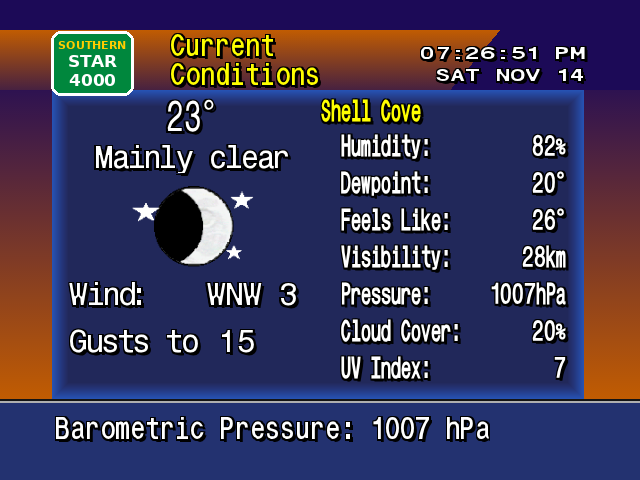 SOUTHERN
STAR
4000
Current
Conditions
07:26:51 PM
SAT NOV 14
23°
Mainly clear
Wind: WNW 3
Gusts to 15
Shell Cove
Humidity: 82%
Dewpoint: 20°
Feels Like: 26°
Visibility: 28km
Pressure: 1007hPa
Cloud Cover: 20%
UV Index: 7
Barometric Pressure: 1007 hPa